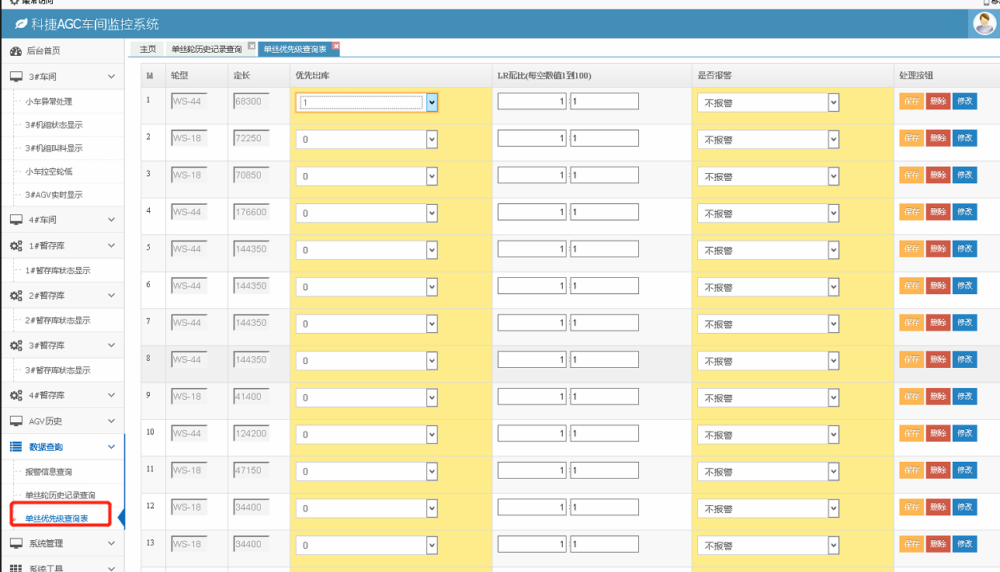 最常访问
科捷AGC车间监控系统
后台首页
3#车间
小车异常处理
3#机组状态显示
3#机组叫料显示
小车拉空轮低
3#AGV实时显示
4#车间
1#暂存库
1#暂存库状态显示
2#暂存库
2#暂存库状态显示
3#暂存库
3#暂存库状态显示
4#暂存库
AGV历史
数据查询
报警信息查询
单丝轮历史记录查询
单丝优先级查询表
系统管理
系统工具
主页 单丝轮历史记录查询 单丝优先级查询表
Id 轮型 定长 优先出库 LR配比(每空数值1到100) 是否报警 处理按钮
1 WS-44 68300 1 1 : 1 不报警 保存 删除 修改
2 WS-18 72250 0 1 : 1 不报警 保存 删除 修改
3 WS-18 70850 0 1 : 1 不报警 保存 删除 修改
4 WS-44 176600 0 1 : 1 不报警 保存 删除 修改
5 WS-44 144350 0 1 : 1 不报警 保存 删除 修改
6 WS-44 144350 0 1 : 1 不报警 保存 删除 修改
7 WS-44 144350 0 1 : 1 不报警 保存 删除 修改
8 WS-44 144350 0 1 : 1 不报警 保存 删除 修改
9 WS-18 41400 0 1 : 1 不报警 保存 删除 修改
10 WS-44 124200 0 1 : 1 不报警 保存 删除 修改
11 WS-18 47150 0 1 : 1 不报警 保存 删除 修改
12 WS-18 34400 0 1 : 1 不报警 保存 删除 修改
13 WS-18 34400 0 1 : 1 不报警 保存 删除 修改